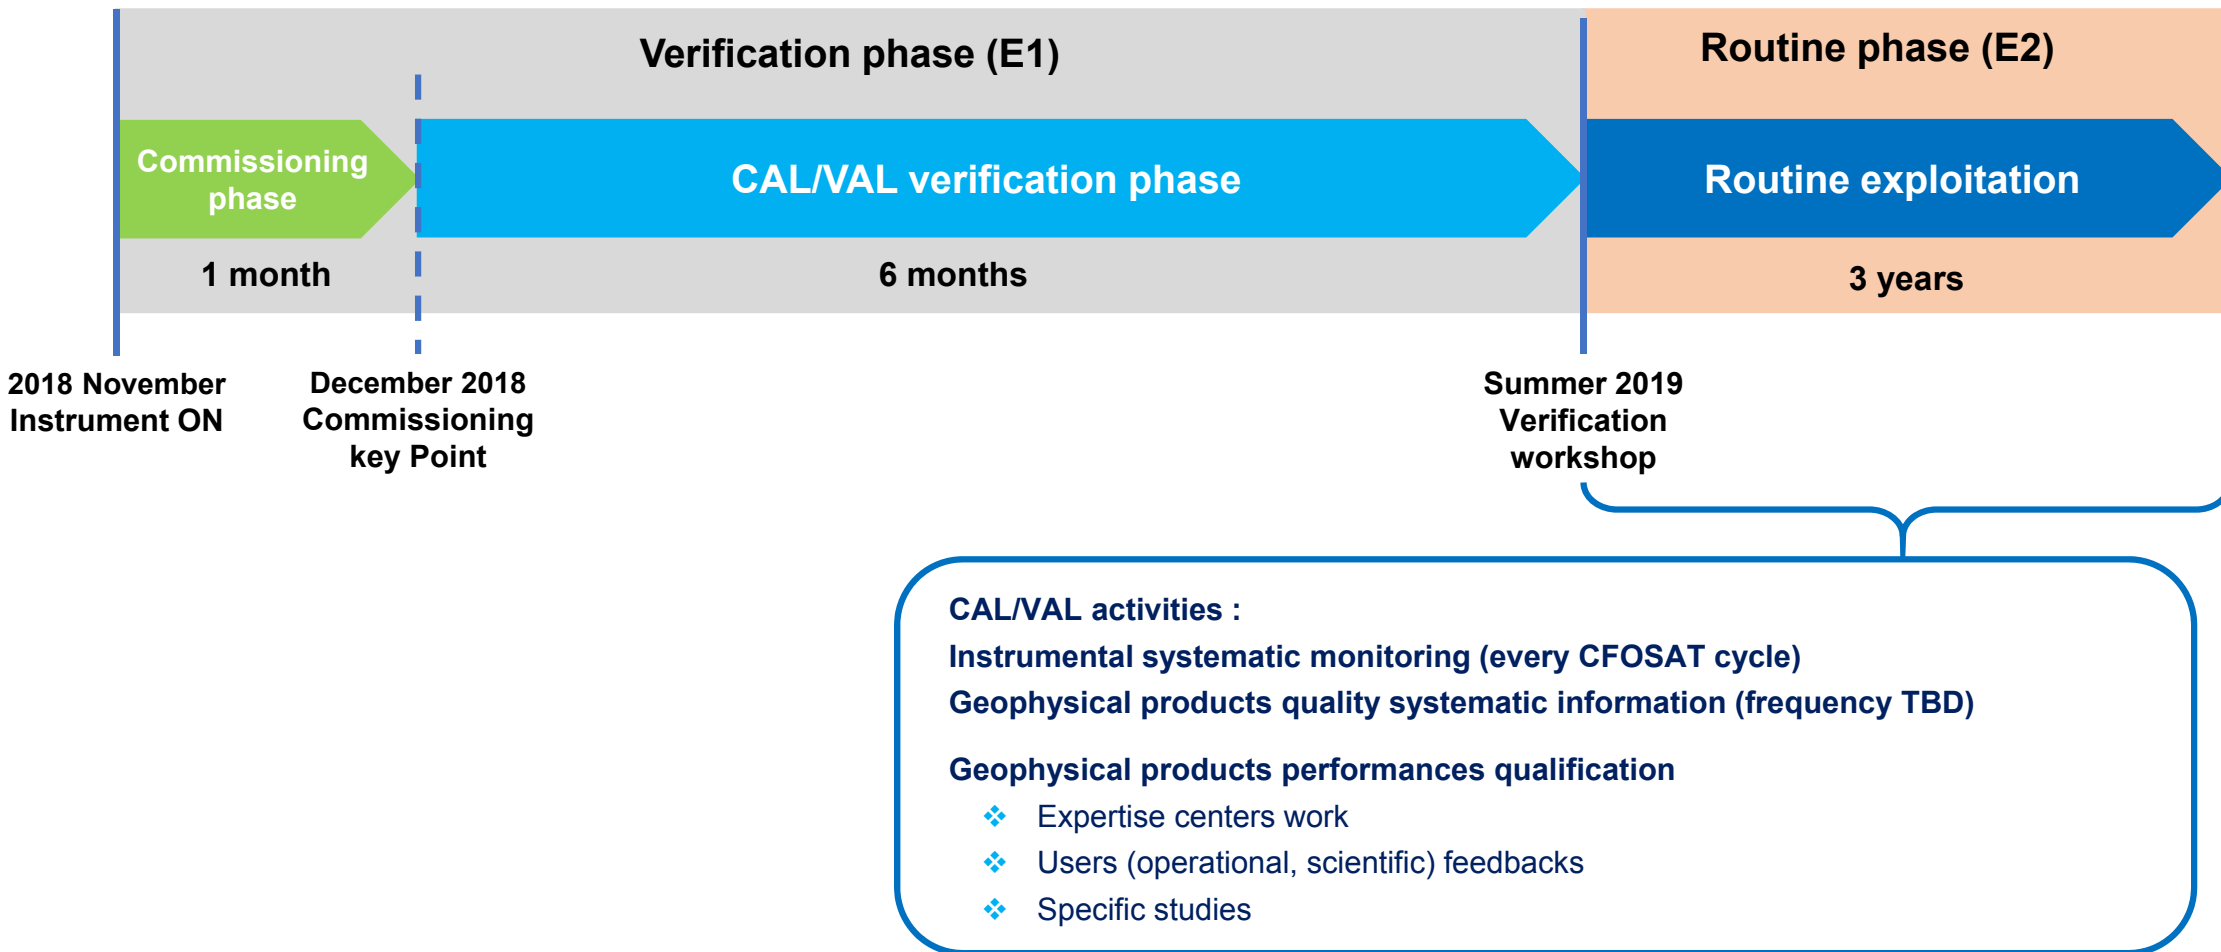 Verification phase (E1)
Routine phase (E2)
Commissioning
phase
CAL/VAL verification phase
Routine exploitation
1 month
6 months
3 years
2018 November
Instrument ON
December 2018
Commissioning
key Point
Summer 2019
Verification
workshop
CAL/VAL activities :
Instrumental systematic monitoring (every CFOSAT cycle)
Geophysical products quality systematic information (frequency TBD)
Geophysical products performances qualification
❖ Expertise centers work
❖ Users (operational, scientific) feedbacks
❖ Specific studies